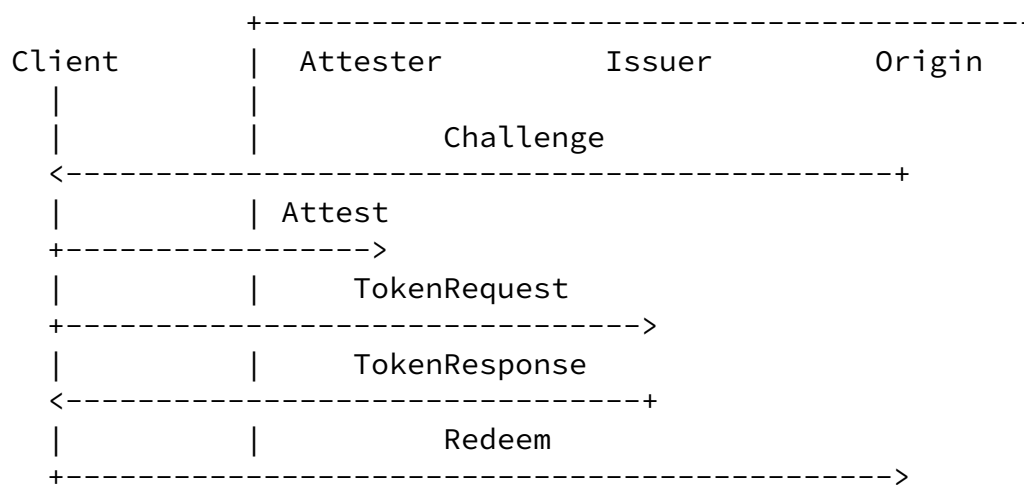 Client Attester Issuer Origin
Challenge
Attest
TokenRequest
TokenResponse
Redeem